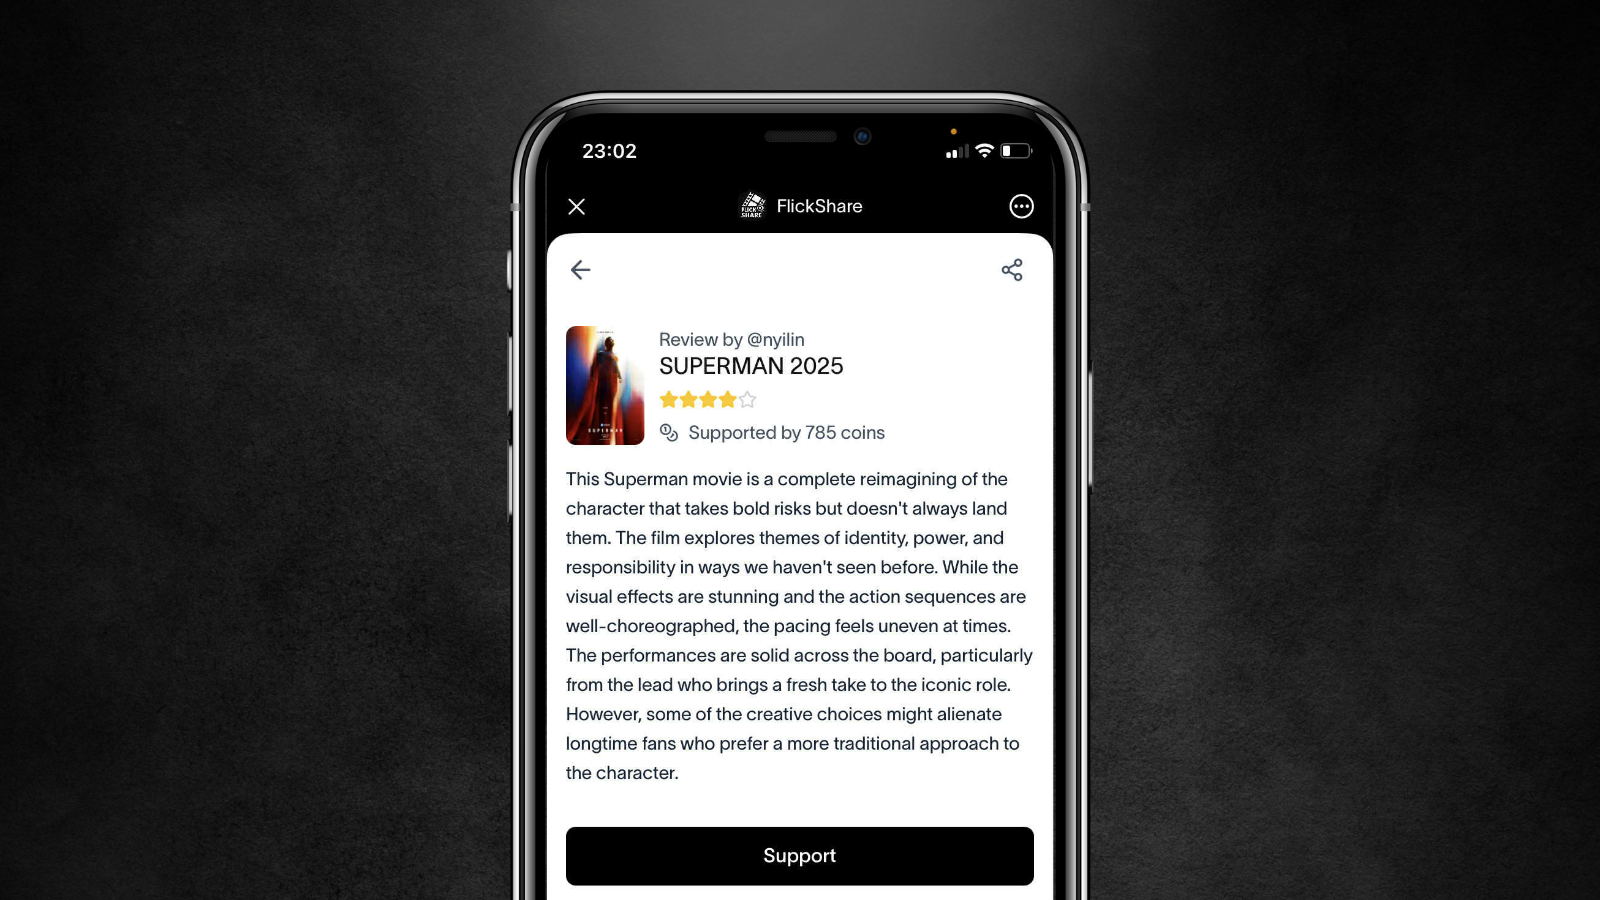 23:02
FLICK
SHARE
FlickShare
Review by @nyilin
SUPERMAN 2025
SUPERMAN
Supported by 785 coins
This Superman movie is a complete reimagining of the
character that takes bold risks but doesn't always land
them. The film explores themes of identity, power, and
responsibility in ways we haven't seen before. While the
visual effects are stunning and the action sequences are
well-choreographed, the pacing feels uneven at times.
The performances are solid across the board, particularly
from the lead who brings a fresh take to the iconic role.
However, some of the creative choices might alienate
longtime fans who prefer a more traditional approach to
the character.
Support